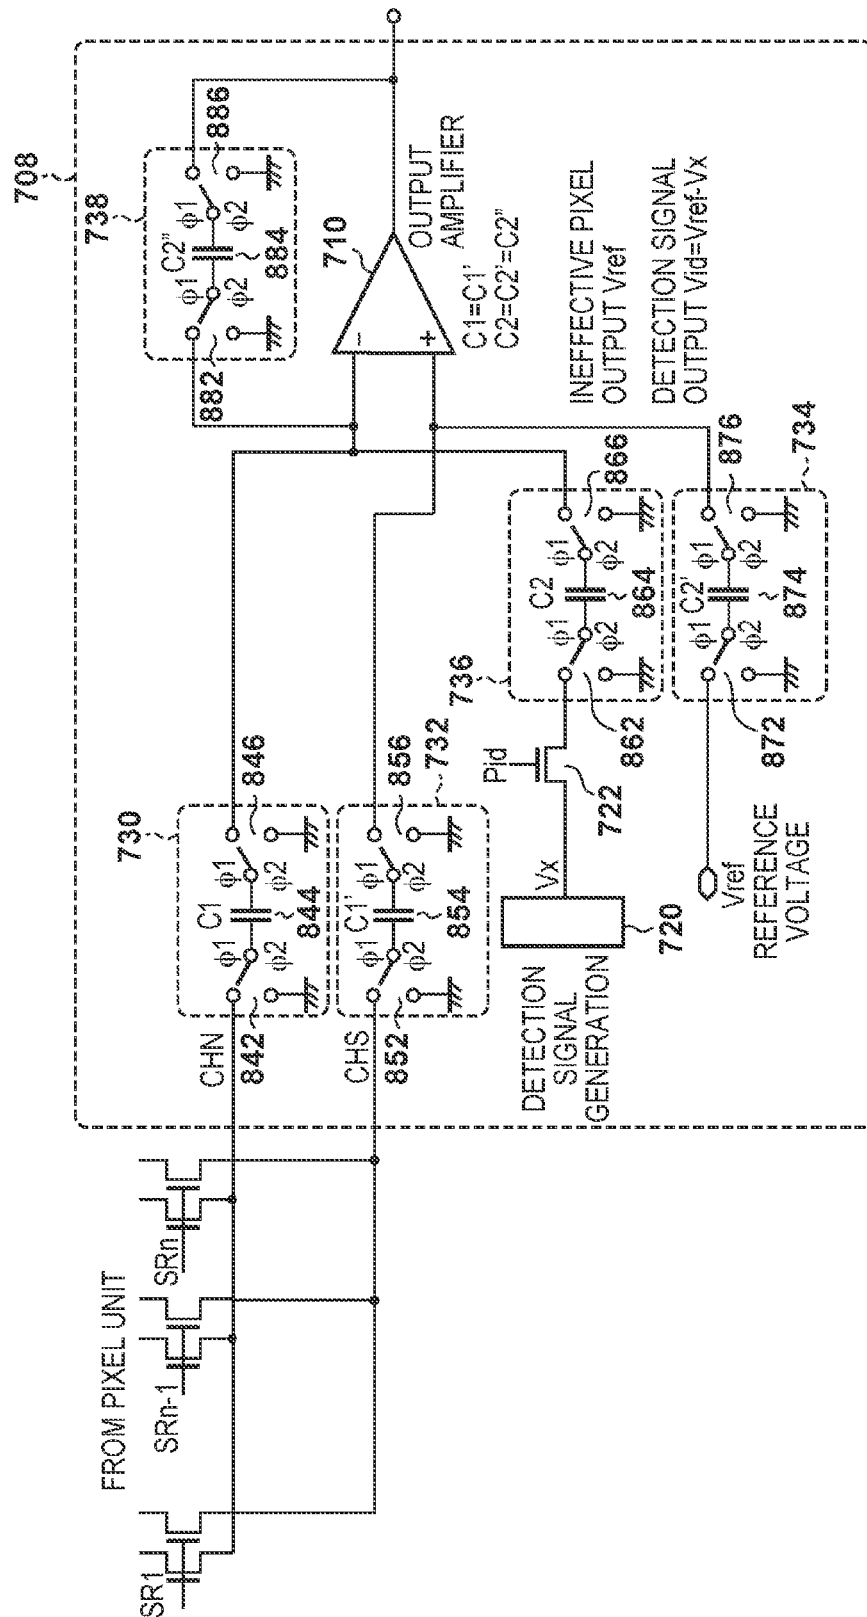 FROM PIXEL UNIT
SR1
SRn-1
SRn
708
CHN
842
730
C1
ϕ1
ϕ1
ϕ2
ϕ2
844
846
CHS
852
C1'
ϕ1
ϕ1
ϕ2
ϕ2
854
856
732
738
C2"
ϕ1
ϕ1
ϕ2
ϕ2
882
884
886
710
-
+
OUTPUT
AMPLIFIER
C1=C1'
C2=C2'=C2"
INEFFECTIVE PIXEL
OUTPUT Vref
DETECTION SIGNAL
OUTPUT Vid=Vref-Vx
DETECTION
SIGNAL
GENERATION
720
Vx
Pid
722
736
C2
ϕ1
ϕ1
ϕ2
ϕ2
862
864
866
C2'
ϕ1
ϕ1
ϕ2
ϕ2
872
874
876
734
Vref
REFERENCE
VOLTAGE